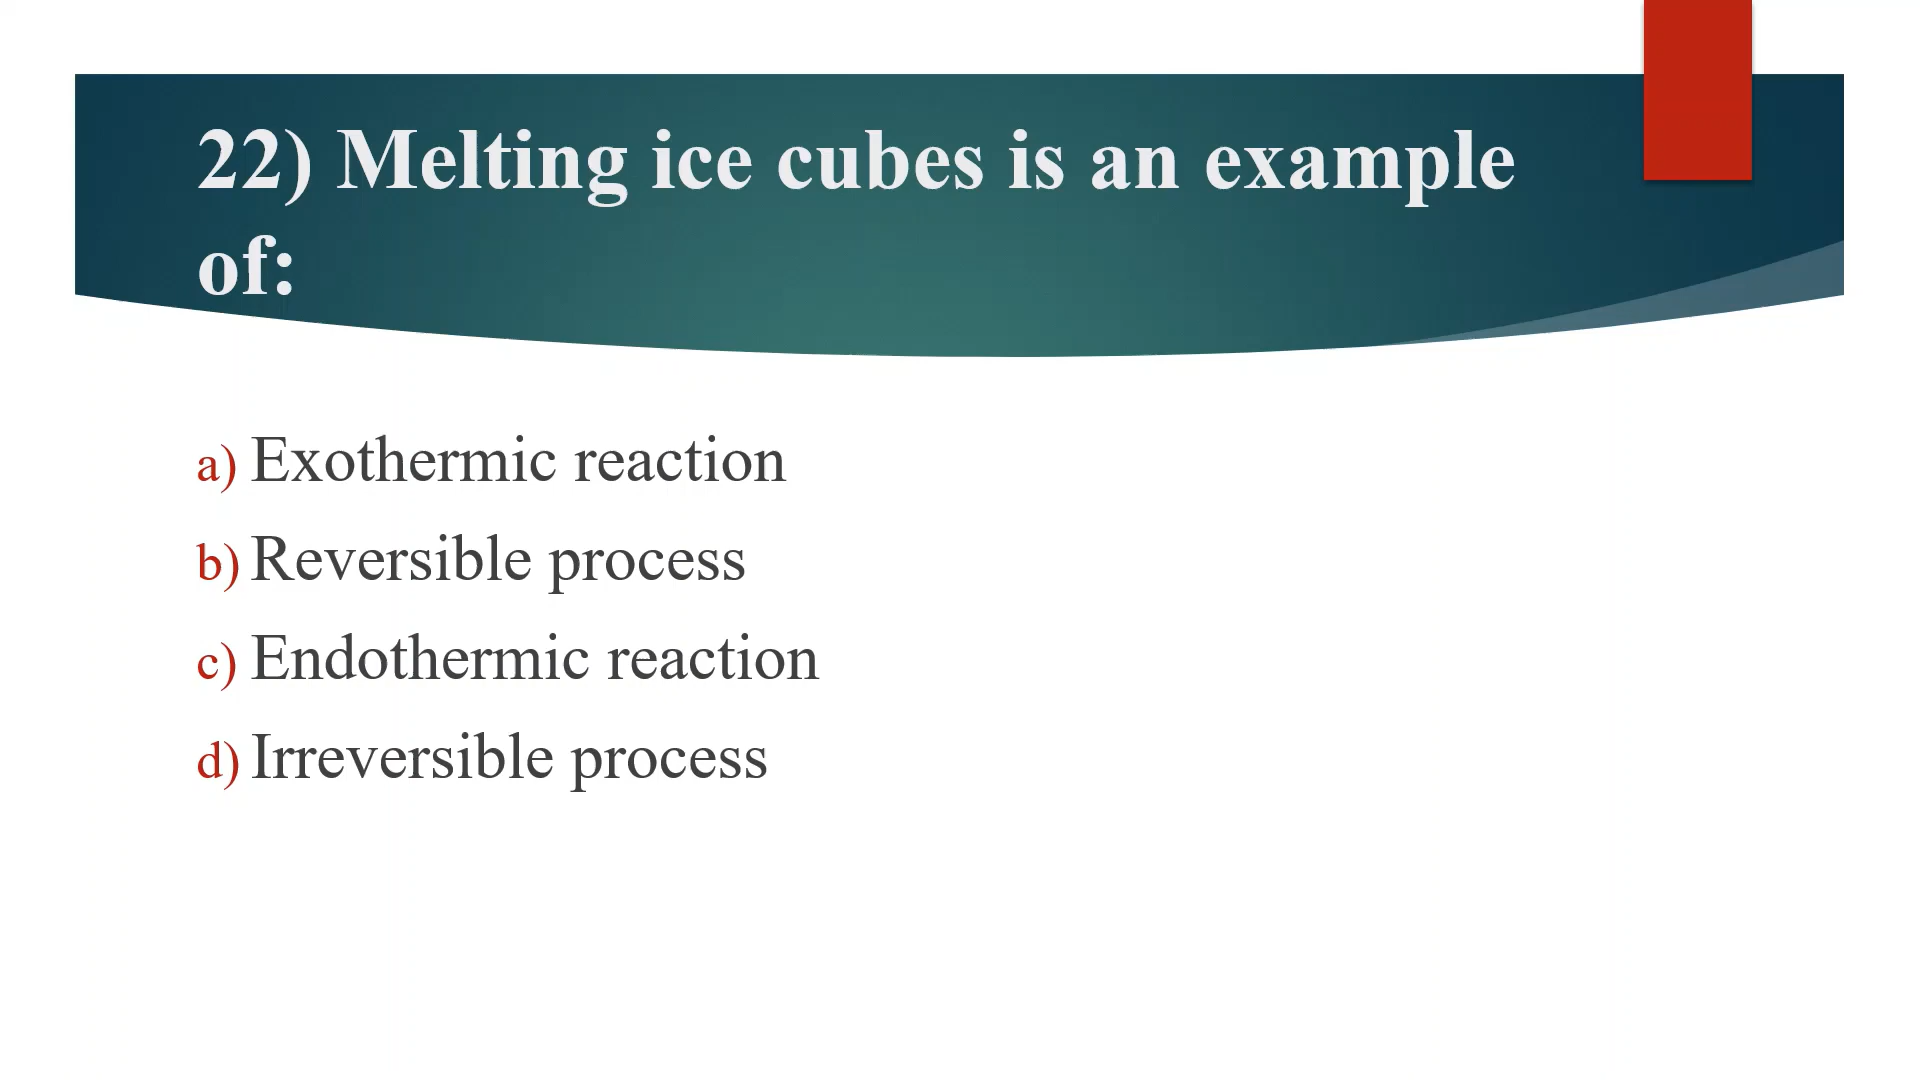 22) Melting ice cubes is an example
of:
a) Exothermic reaction
b) Reversible process
c) Endothermic reaction
d) Irreversible process